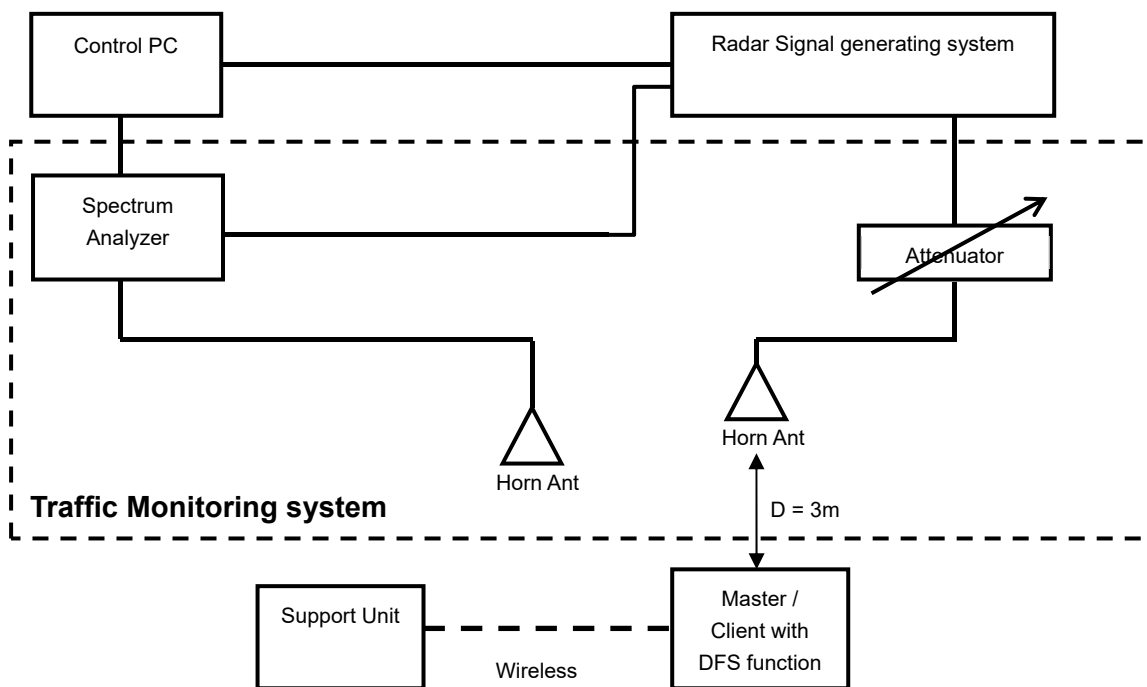 Control PC
Radar Signal generating system
Spectrum
Analyzer
Attenuator
Horn Ant
Horn Ant
Traffic Monitoring system
D = 3m
Support Unit
Wireless
Master /
Client with
DFS function